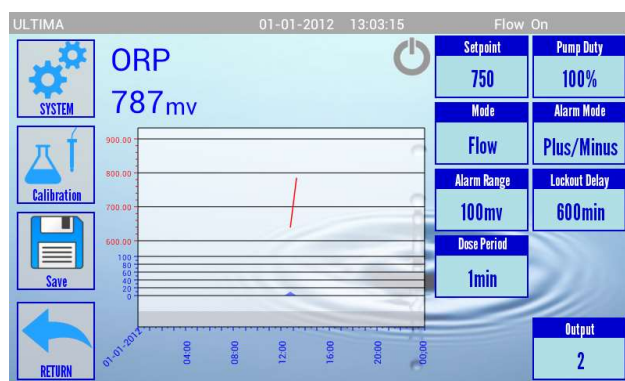 ULTIMA 01-01-2012 13:03:15 Flow On
SYSTEM
Calibration
Save
RETURN
ORP
787mv
900.00
800.00
700.00
600.00
100
80
60
40
20
0
01-01-2012 04:00 08:00 12:00 16:00 20:00 00:00
Setpoint
750
Pump Duty
100%
Mode
Flow
Alarm Mode
Plus/Minus
Alarm Range
100mv
Lockout Delay
600min
Dose Period
1min
Output
2